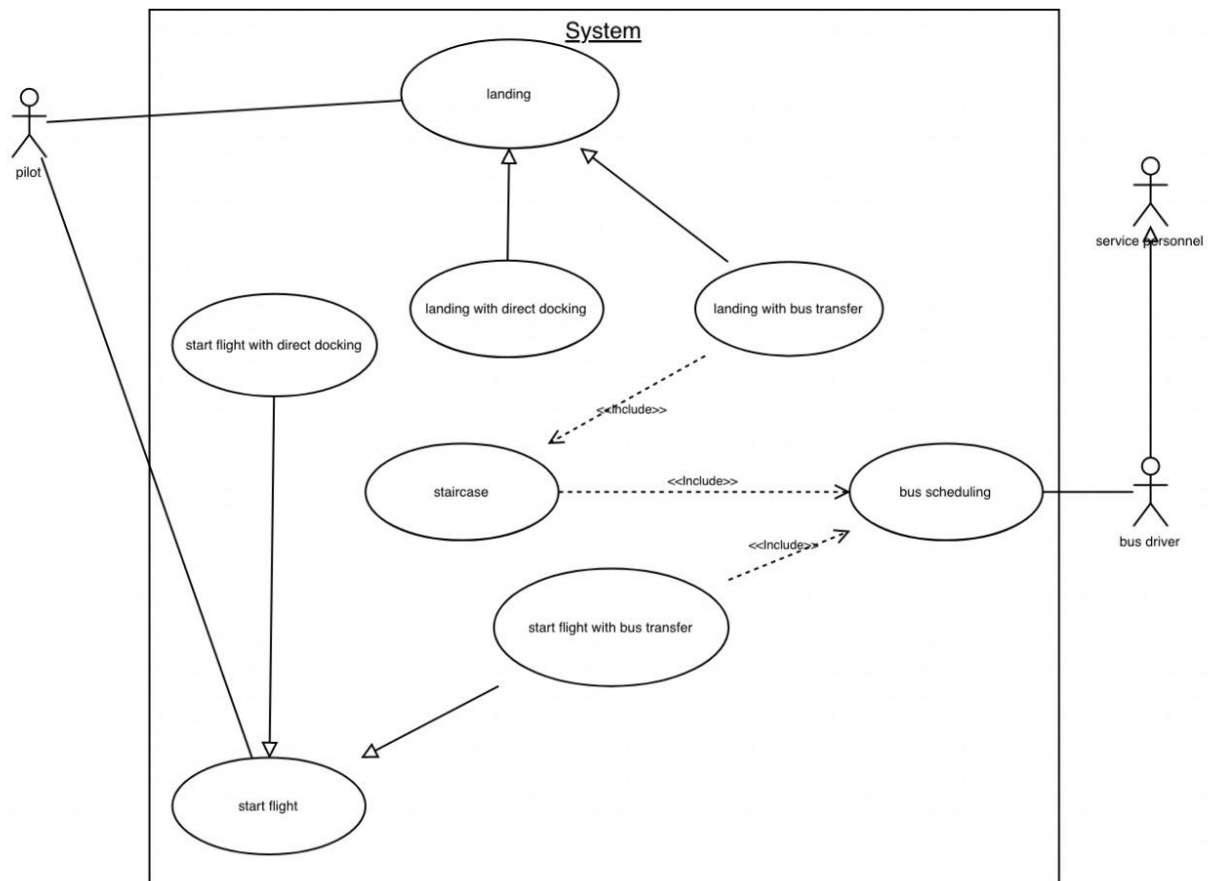 System
landing
pilot
service personnel
landing with direct docking
landing with bus transfer
start flight with direct docking
<<Include>>
staircase
<<Include>>
bus scheduling
<<Include>>
bus driver
start flight with bus transfer
start flight